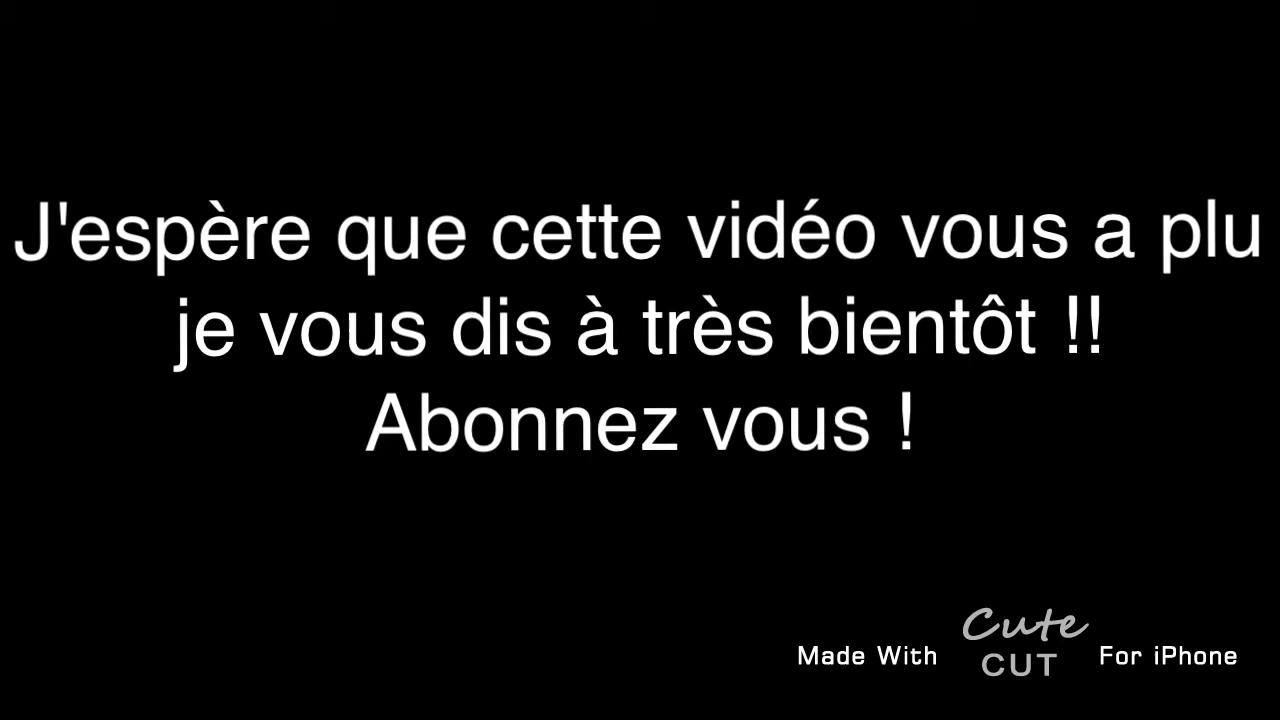 J'espère que cette vidéo vous a plu
je vous dis à très bientôt !!
Abonnez vous !
Made With Cute CUT For iPhone